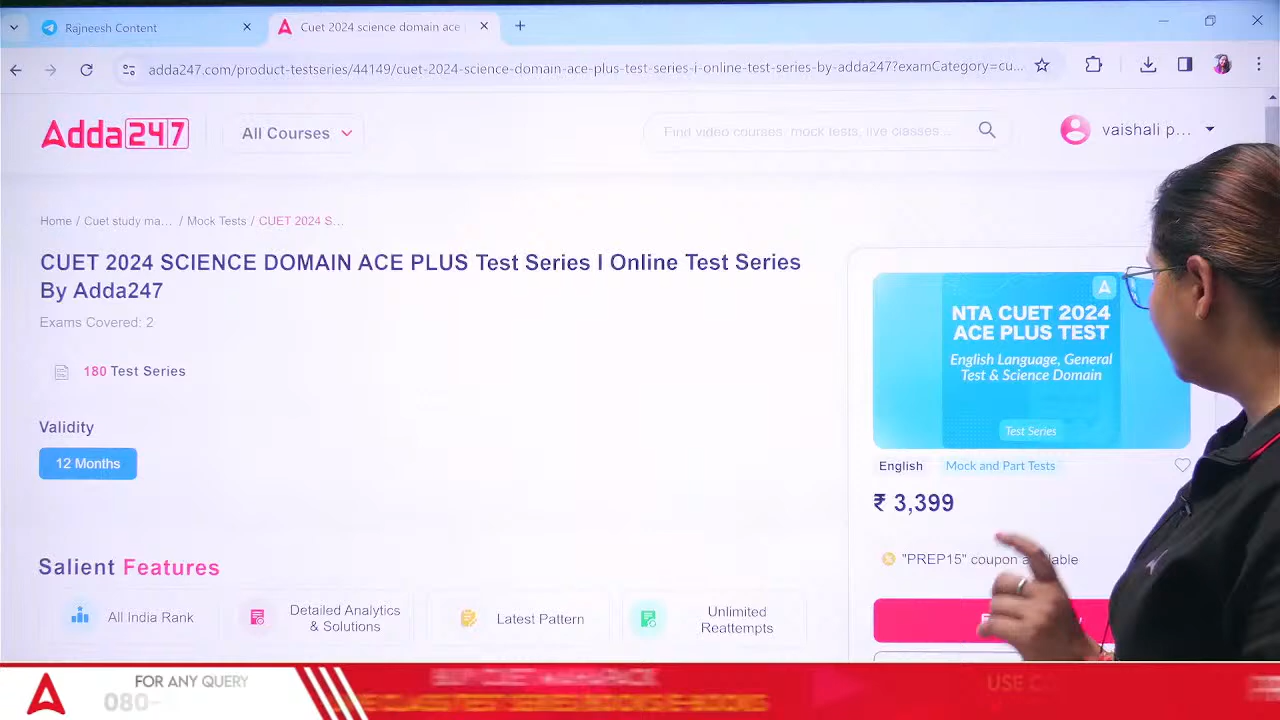 Rajneesh Content
Cuet 2024 science domain ace
adda247.com/product-testseries/44149/cuet-2024-science-domain-ace-plus-test-series-i-online-test-series-by-adda247?examCategory=cu...
Adda247
All Courses
Find video courses, mock tests, live classes ...
vaishali p...
Home / Cuet study ma... / Mock Tests / CUET 2024 S...
CUET 2024 SCIENCE DOMAIN ACE PLUS Test Series I Online Test Series
By Adda247
Exams Covered: 2
180 Test Series
Validity
12 Months
NTA CUET 2024
ACE PLUS TEST
English Language, General
Test & Science Domain
Test Series
English
Mock and Part Tests
₹ 3,399
"PREP15" coupon
Salient Features
All India Rank
Detailed Analytics
& Solutions
Latest Pattern
Unlimited
Reattempts
FOR ANY QUERY
080-
BUY CUET MAHAPACK
USE